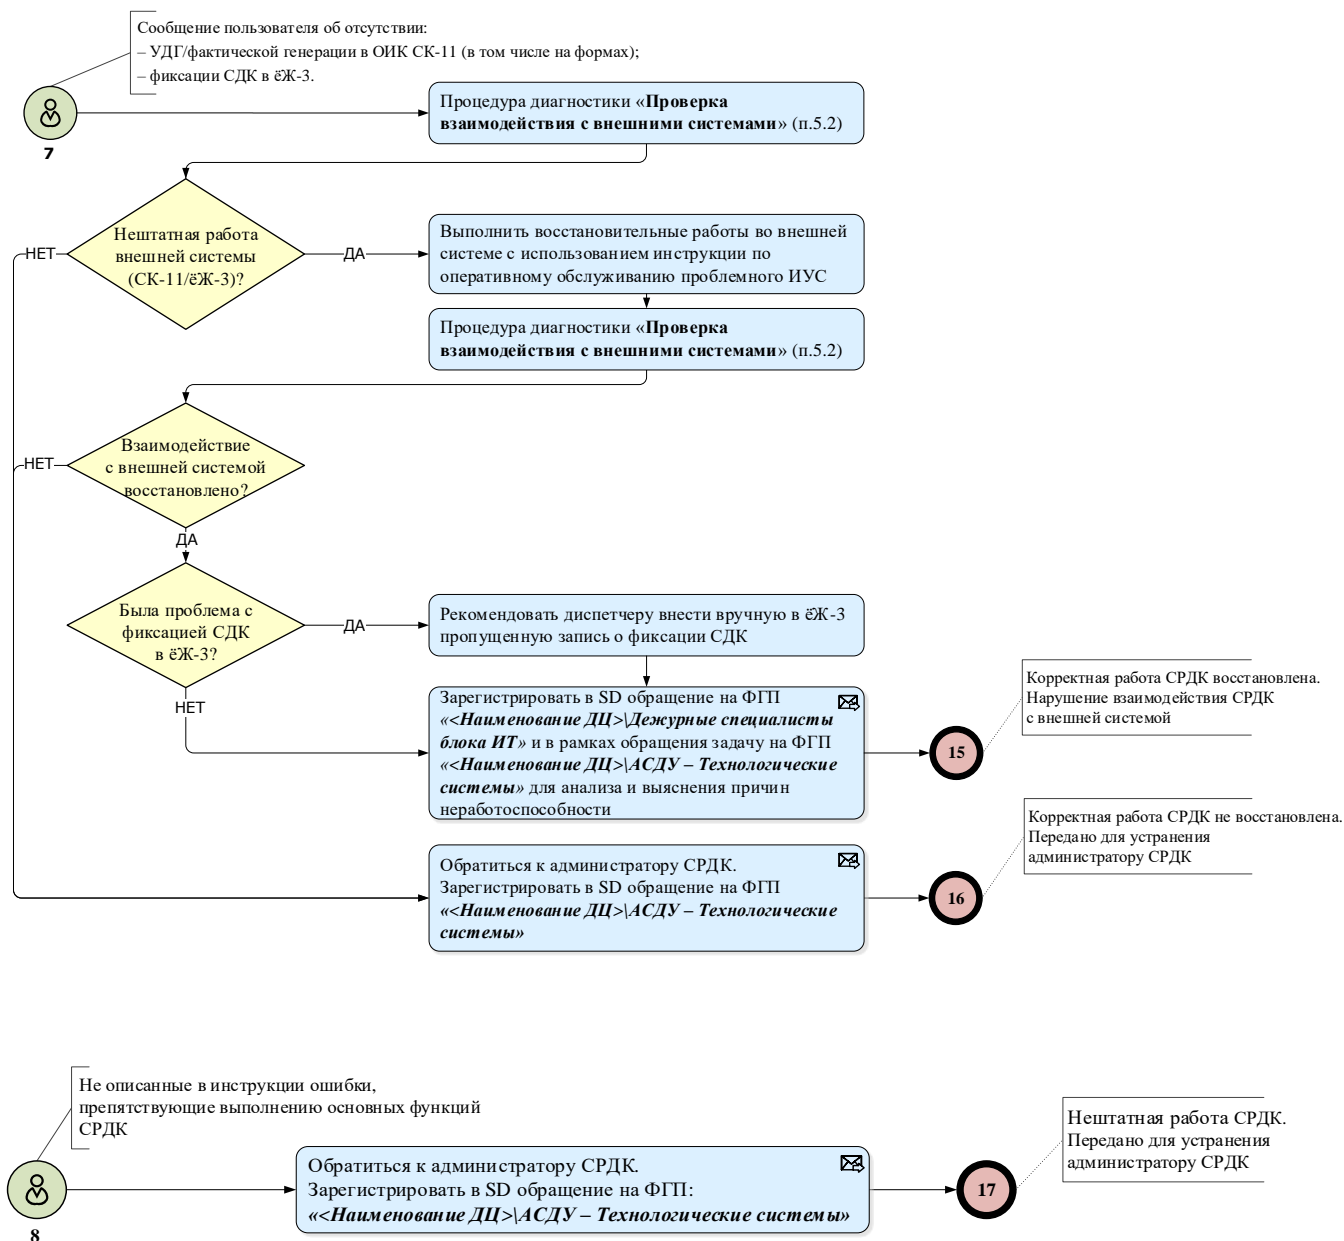 Сообщение пользователя об отсутствии:
– УДГ/фактической генерации в ОИК СК-11 (в том числе на формах);
– фиксации СДК в ёЖ-3.
7
Процедура диагностики «Проверка
взаимодействия с внешними системами» (п.5.2)
Нештатная работа
внешней системы
(СК-11/ёЖ-3)?
НЕТ
ДА
Выполнить восстановительные работы во внешней
системе с использованием инструкции по
оперативному обслуживанию проблемного ИУС
Процедура диагностики «Проверка
взаимодействия с внешними системами» (п.5.2)
Взаимодействие
с внешней системой
восстановлено?
НЕТ
ДА
Была проблема с
фиксацией СДК
в ёЖ-3?
ДА
НЕТ
Рекомендовать диспетчеру внести вручную в ёЖ-3
пропущенную запись о фиксации СДК
Зарегистрировать в SD обращение на ФГП
«<Наименование ДЦ>\Дежурные специалисты
блока ИТ» и в рамках обращения задачу на ФГП
«<Наименование ДЦ>\АСДУ – Технологические
системы» для анализа и выяснения причин
неработоспособности
15
Корректная работа СРДК восстановлена.
Нарушение взаимодействия СРДК
с внешней системой
Обратиться к администратору СРДК.
Зарегистрировать в SD обращение на ФГП
«<Наименование ДЦ>\АСДУ – Технологические
системы»
16
Корректная работа СРДК не восстановлена.
Передано для устранения
администратору СРДК
Не описанные в инструкции ошибки,
препятствующие выполнению основных функций
СРДК
8
Обратиться к администратору СРДК.
Зарегистрировать в SD обращение на ФГП:
«<Наименование ДЦ>\АСДУ – Технологические системы»
17
Нештатная работа СРДК.
Передано для устранения
администратору СРДК